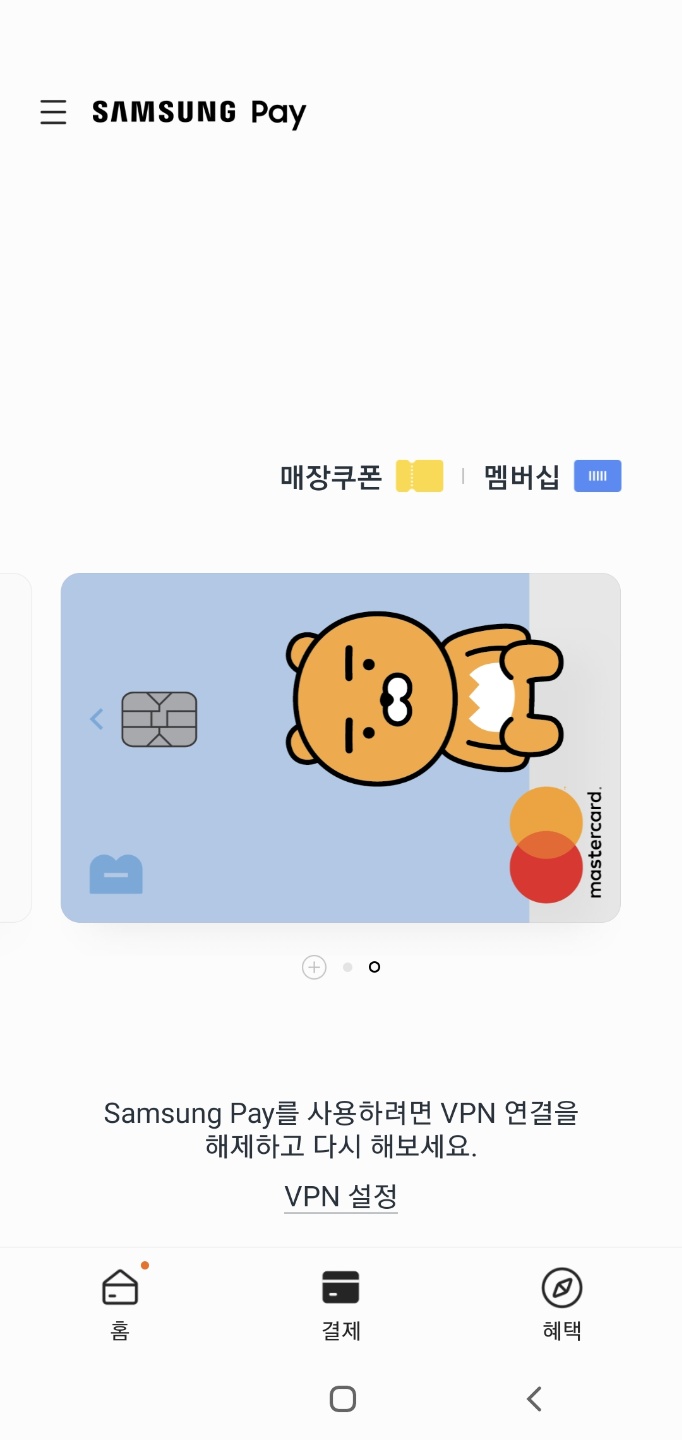 SAMSUNG Pay
매장쿠폰 멤버십
mastercard.
Samsung Pay를 사용하려면 VPN 연결을
해제하고 다시 해보세요.
VPN 설정
홈 결제 혜택